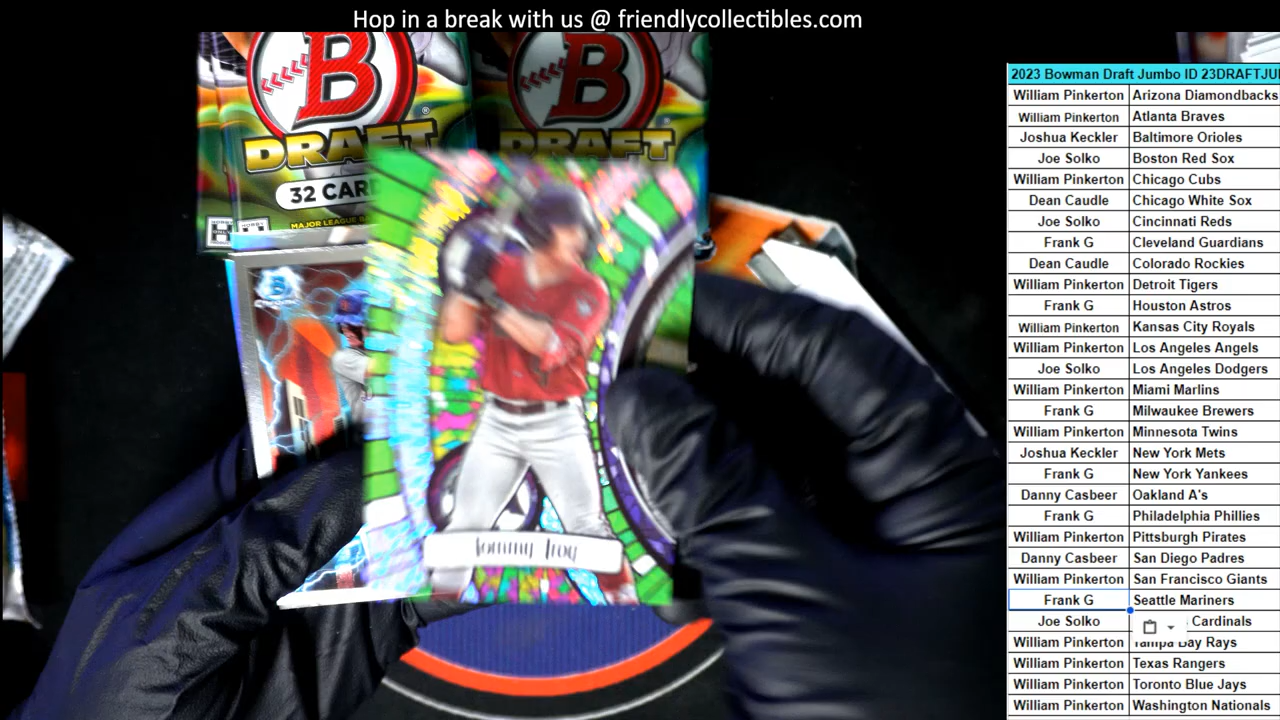 Hop in a break with us @ friendlycollectibles.com
B
DRAFT
32 CARD
MAJOR LEAGUE BA
B
DRAFT
Tommy Troy
2023 Bowman Draft Jumbo ID 23DRAFTJU
William Pinkerton Arizona Diamondbacks
William Pinkerton Atlanta Braves
Joshua Keckler Baltimore Orioles
Joe Solko Boston Red Sox
William Pinkerton Chicago Cubs
Dean Caudle Chicago White Sox
Joe Solko Cincinnati Reds
Frank G Cleveland Guardians
Dean Caudle Colorado Rockies
William Pinkerton Detroit Tigers
Frank G Houston Astros
William Pinkerton Kansas City Royals
William Pinkerton Los Angeles Angels
Joe Solko Los Angeles Dodgers
William Pinkerton Miami Marlins
Frank G Milwaukee Brewers
William Pinkerton Minnesota Twins
Joshua Keckler New York Mets
Frank G New York Yankees
Danny Casbeer Oakland A's
Frank G Philadelphia Phillies
William Pinkerton Pittsburgh Pirates
Danny Casbeer San Diego Padres
William Pinkerton San Francisco Giants
Frank G Seattle Mariners
Joe Solko Cardinals
William Pinkerton Tampa Bay Rays
William Pinkerton Texas Rangers
William Pinkerton Toronto Blue Jays
William Pinkerton Washington Nationals